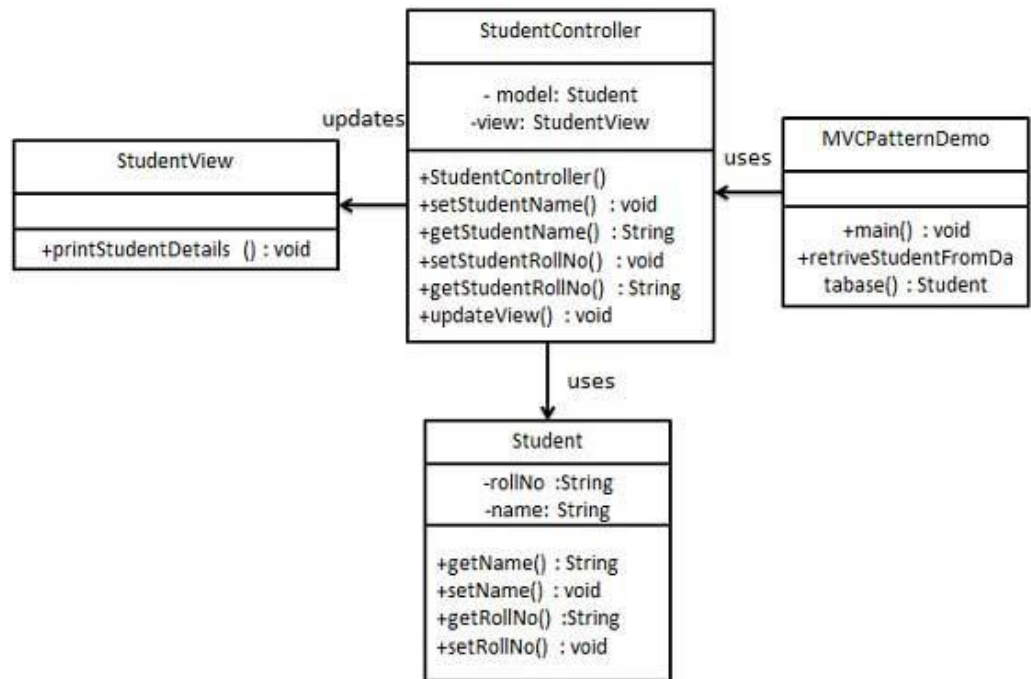 StudentController
- model: Student
-view: StudentView
+StudentController()
+setStudentName() : void
+getStudentName() : String
+setStudentRollNo() : void
+getStudentRollNo() : String
+updateView() : void
updates
StudentView
+printStudentDetails () : void
uses
MVCPatternDemo
+main() : void
+retriveStudentFromDa
tabase() : Student
uses
Student
-rollNo :String
-name: String
+getName() : String
+setName() : void
+getRollNo() :String
+setRollNo() : void